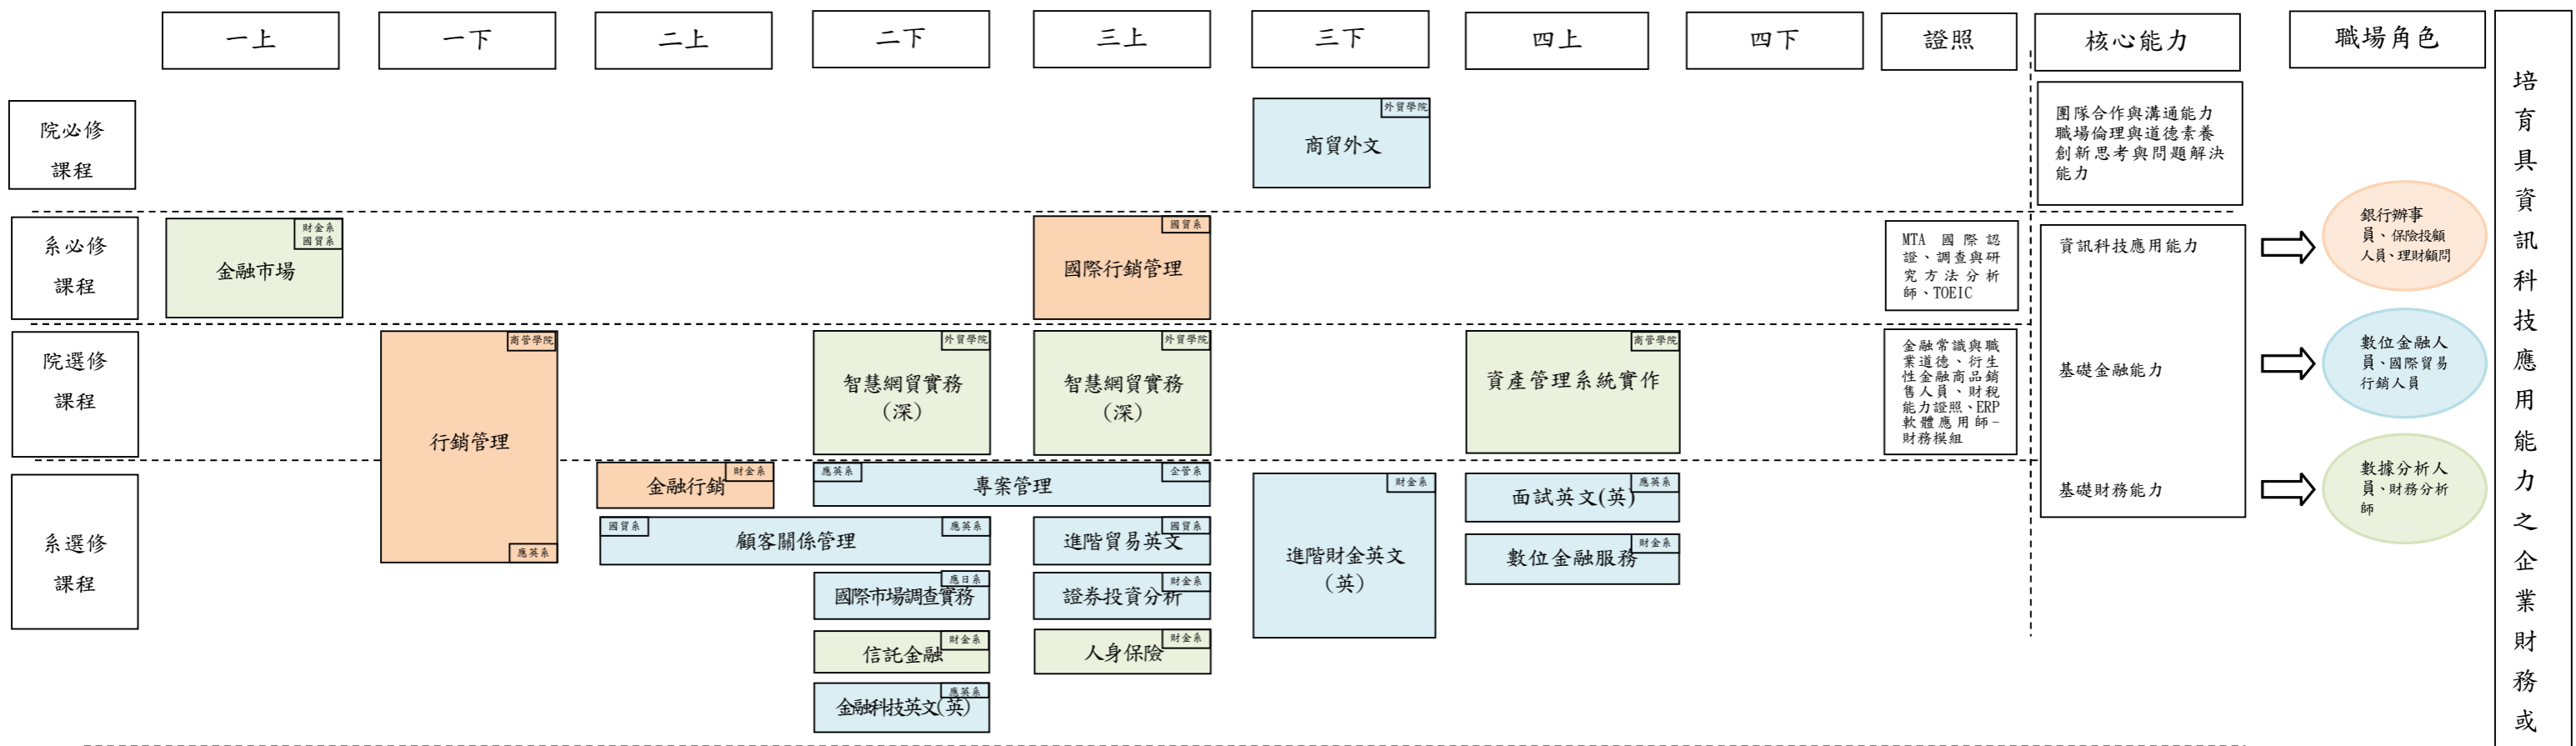 一上
一下
二上
二下
三上
三下
四上
四下
證照
核心能力
職場角色
院必修
課程
外貿學院
商貿外文
團隊合作與溝通能力
職場倫理與道德素養
創新思考與問題解決
能力
系必修
課程
財金系
國貿系
金融市場
國貿系
國際行銷管理
MTA 國際認
證、調查與研
究方法分析
師、TOEIC
資訊科技應用能力
銀行辦事
員、保險投顧
人員、理財顧問
院選修
課程
商管學院
行銷管理
應英系
外貿學院
智慧網貿實務
(深)
外貿學院
智慧網貿實務
(深)
商管學院
資產管理系統實作
金融常識與職
業道德、衍生
性金融商品銷
售人員、財稅
能力證照、ERP
軟體應用師-
財務模組
基礎金融能力
數位金融人
員、國際貿易
行銷人員
系選修
課程
財金系
金融行銷
應英系
企管系
專案管理
國貿系
應英系
顧客關係管理
國貿系
進階貿易英文
應日系
國際市場調查實務
財金系
證券投資分析
財金系
信託金融
財金系
人身保險
應英系
金融科技英文(英)
財金系
進階財金英文
(英)
應英系
面試英文(英)
財金系
數位金融服務
基礎財務能力
數據分析人
員、財務分析
師
培
育
具
資
訊
科
技
應
用
能
力
之
企
業
財
務
或